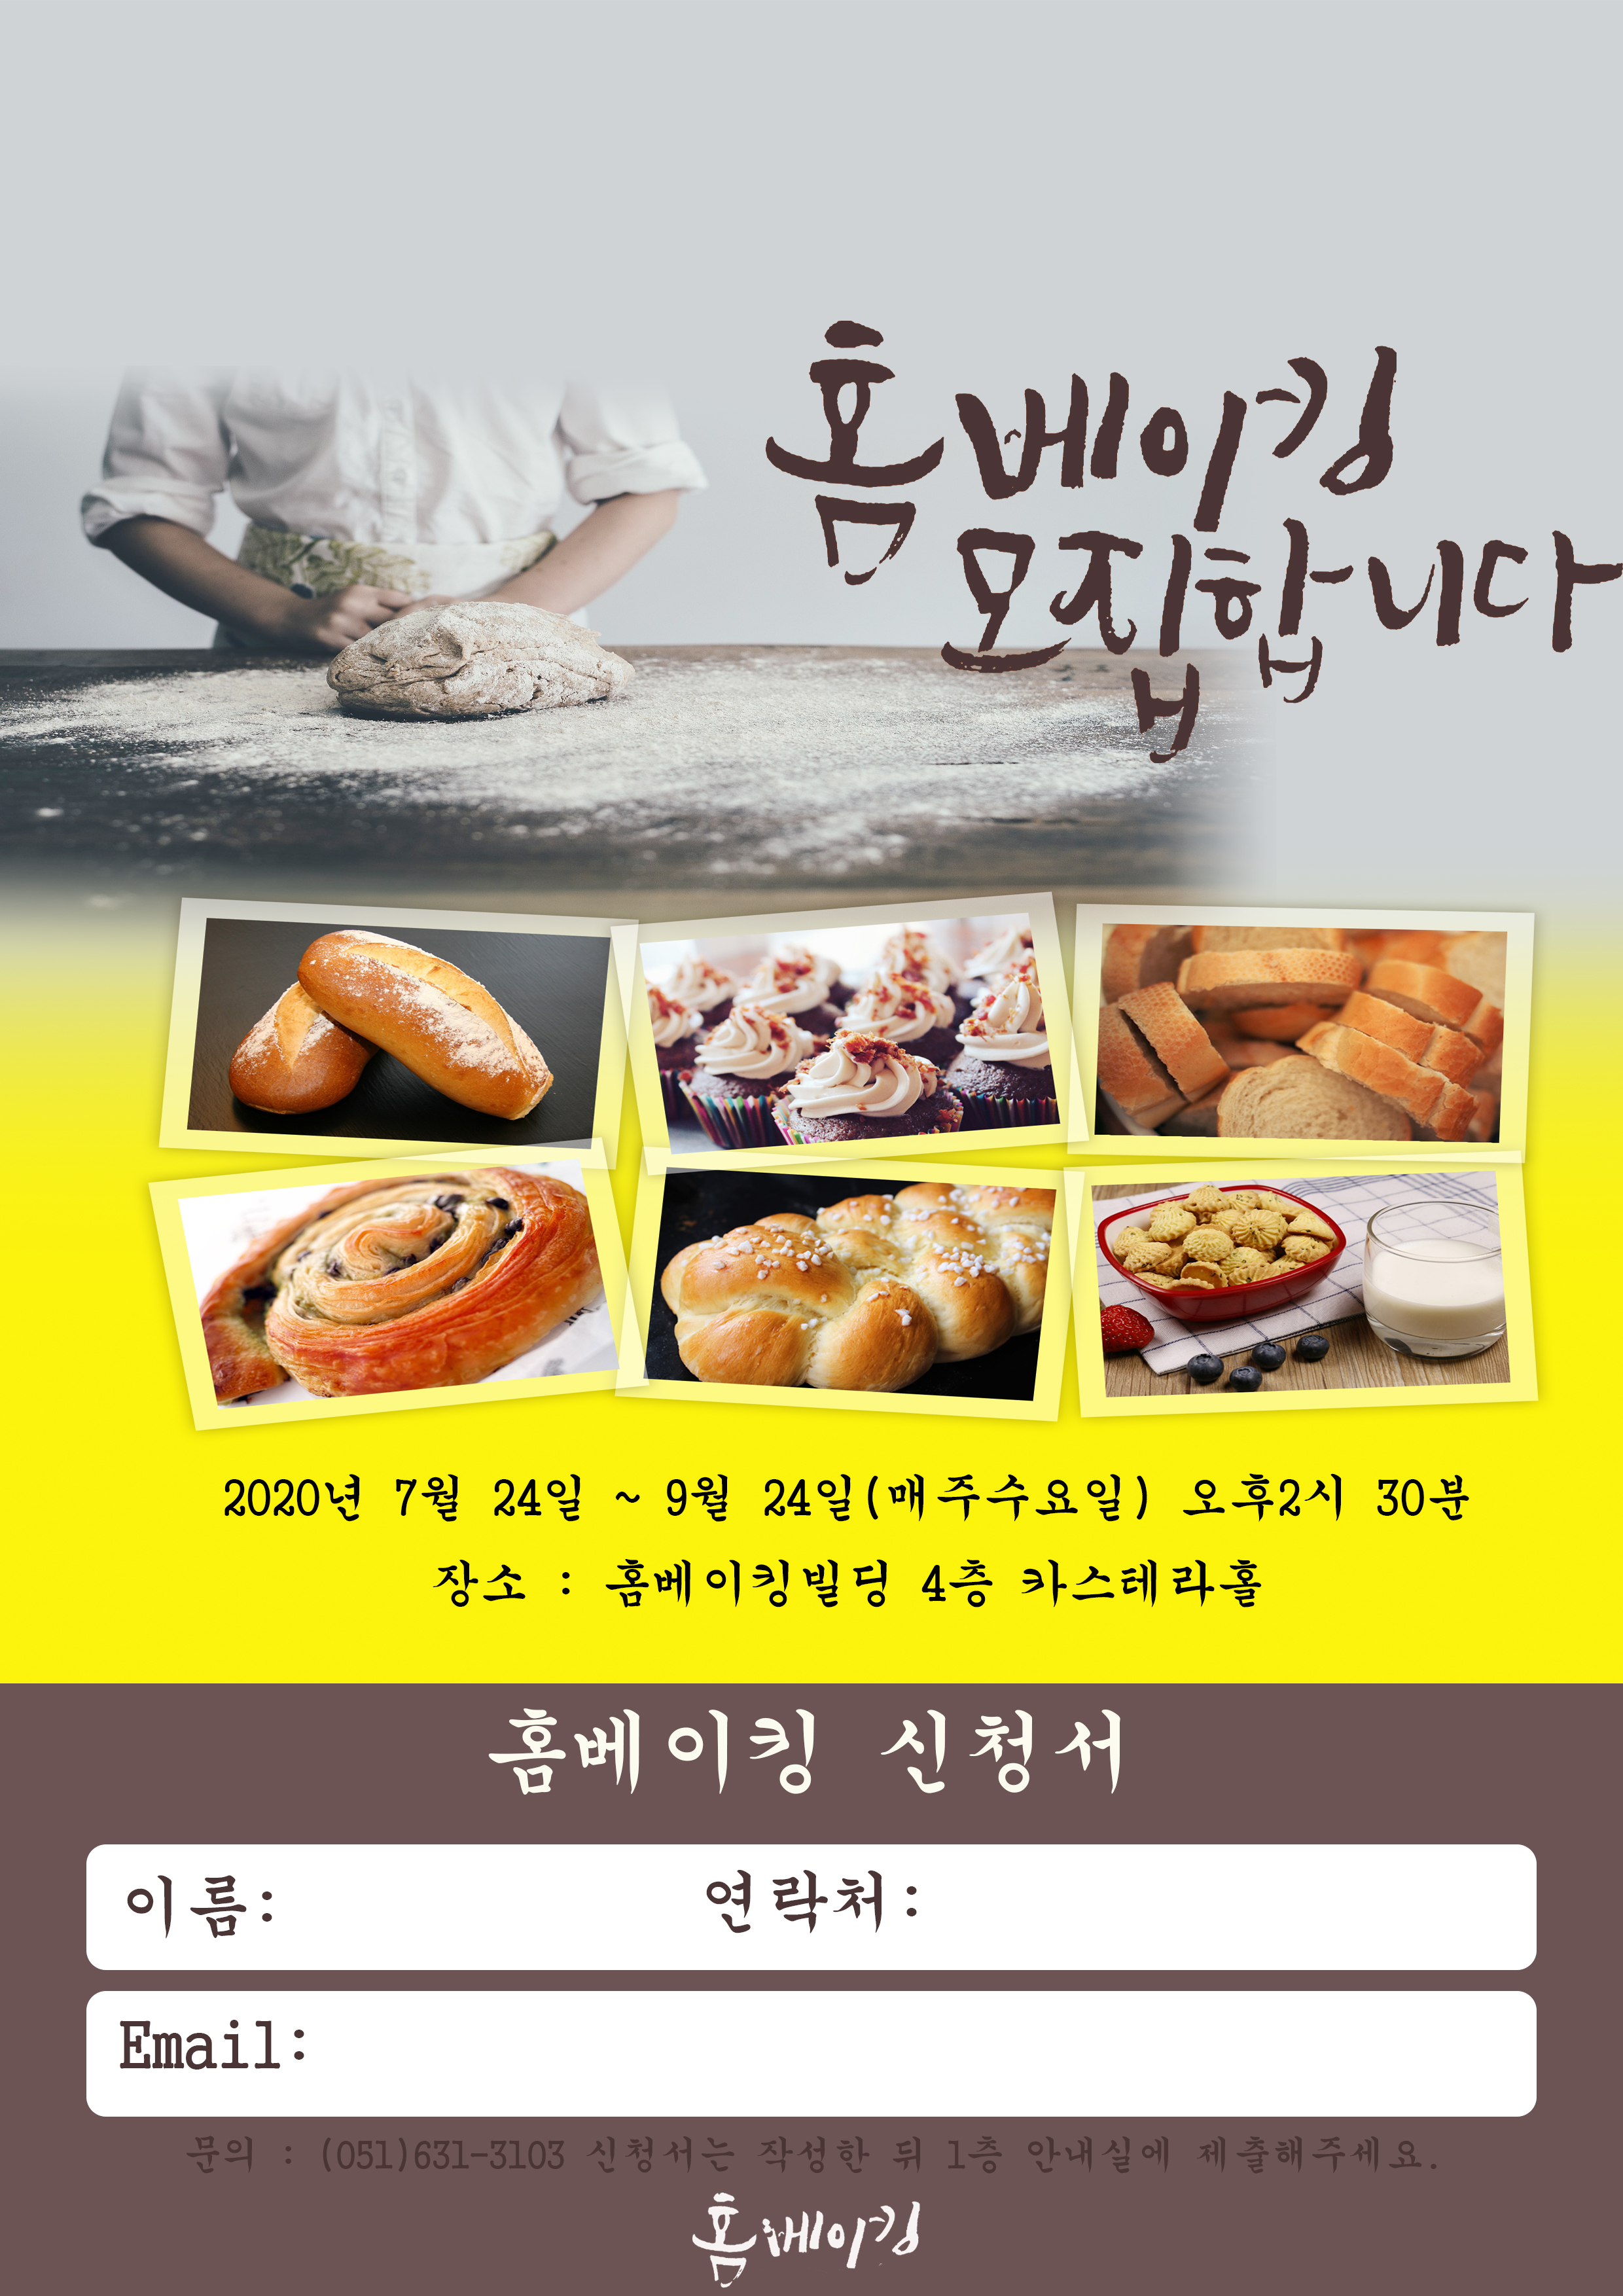 홈베이킹
모집합니다
2020년 7월 24일 ~ 9월 24일(매주수요일) 오후2시 30분
장소 : 홈베이킹빌딩 4층 카스테라홀
홈베이킹 신청서
이름: 연락처:
Email:
문의 : (051)631-3103 신청서는 작성한 뒤 1층 안내실에 제출해주세요.
홈베이킹